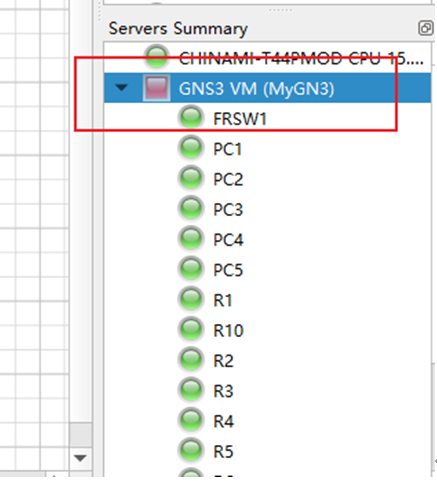 Servers Summary
CHINAMI-T44PMOD CPU 15....
GNS3 VM (MyGN3)
FRSW1
PC1
PC2
PC3
PC4
PC5
R1
R10
R2
R3
R4
R5